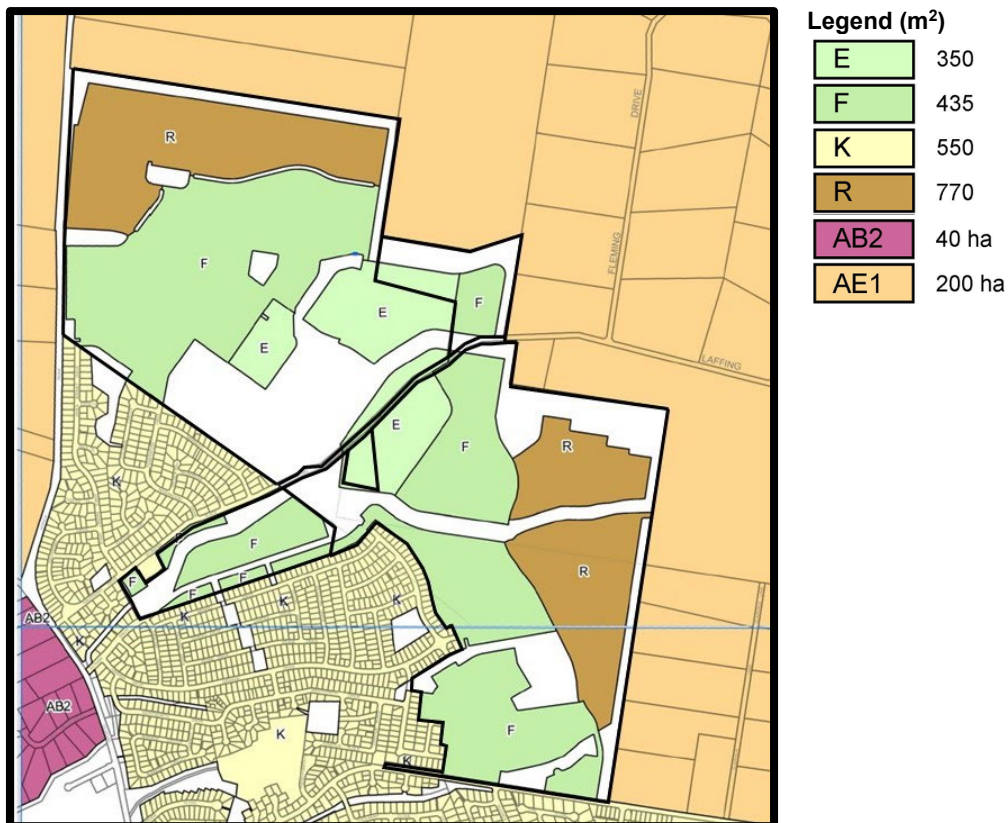 Legend (m²)
E 350
F 435
K 550
R 770
AB2 40 ha
AE1 200 ha
R
DRIVE
FLEMING
F
E
F
E
LAFFING
E
F
R
K
F
F
F
F
F
R
K
K
K
AB2
K
AB2
F
K
K